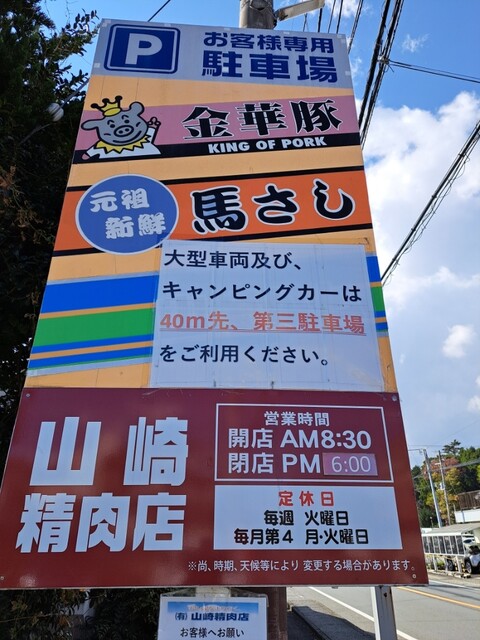 P
お客様専用
駐車場
金華豚
KING OF PORK
元祖
新鮮
馬さし
大型車両及び、
キャンピングカーは
40m先、第三駐車場
をご利用ください。
山崎
精肉店
営業時間
開店 AM8:30
閉店 PM 6:00
定休日
毎週 火曜日
毎月第4 月・火曜日
※尚、時期、天候等により 変更する場合があります。
(有)山崎精肉店
お客様へお願い